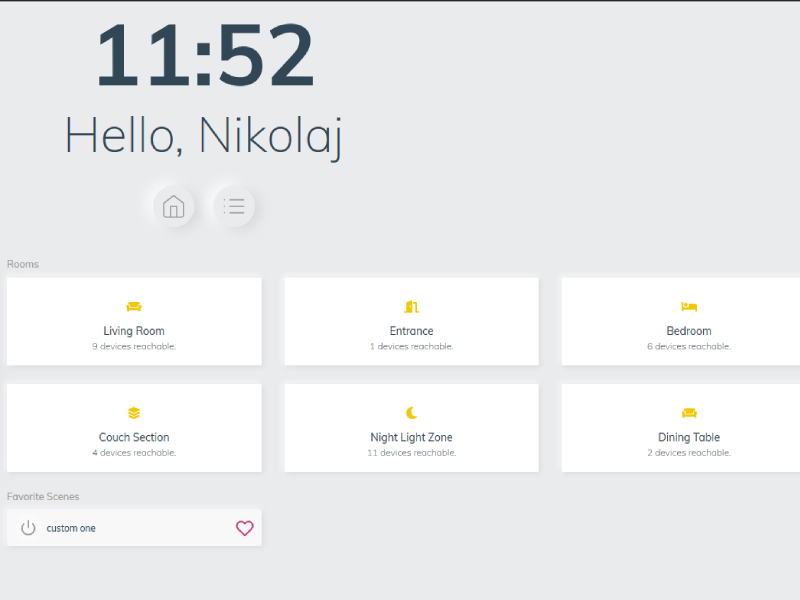 11:52
Hello, Nikolaj
Rooms
Living Room
9 devices reachable.
Entrance
1 devices reachable.
Bedroom
6 devices reachable.
Couch Section
4 devices reachable.
Night Light Zone
11 devices reachable.
Dining Table
2 devices reachable.
Favorite Scenes
custom one